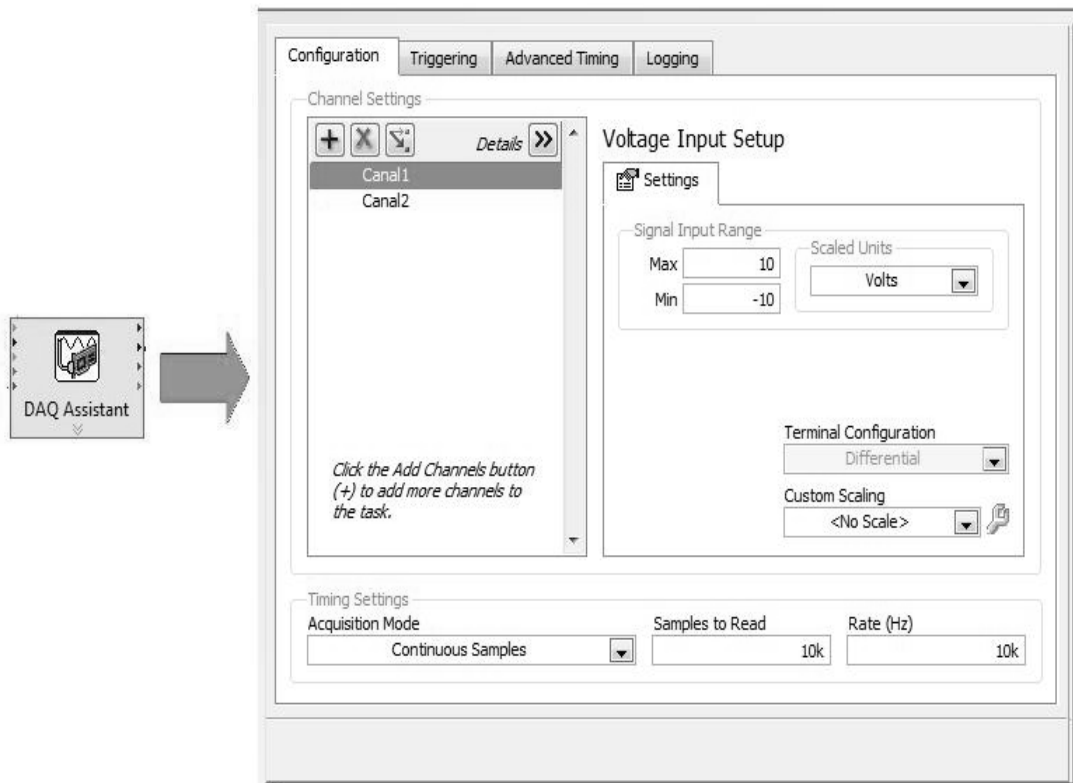 Configuration
Triggering
Advanced Timing
Logging
Channel Settings
Details
Canal1
Canal2
Click the Add Channels button
(+) to add more channels to
the task.
Voltage Input Setup
Settings
Signal Input Range
Max 10
Min -10
Scaled Units
Volts
Terminal Configuration
Differential
Custom Scaling
<No Scale>
Timing Settings
Acquisition Mode
Continuous Samples
Samples to Read
10k
Rate (Hz)
10k
DAQ Assistant